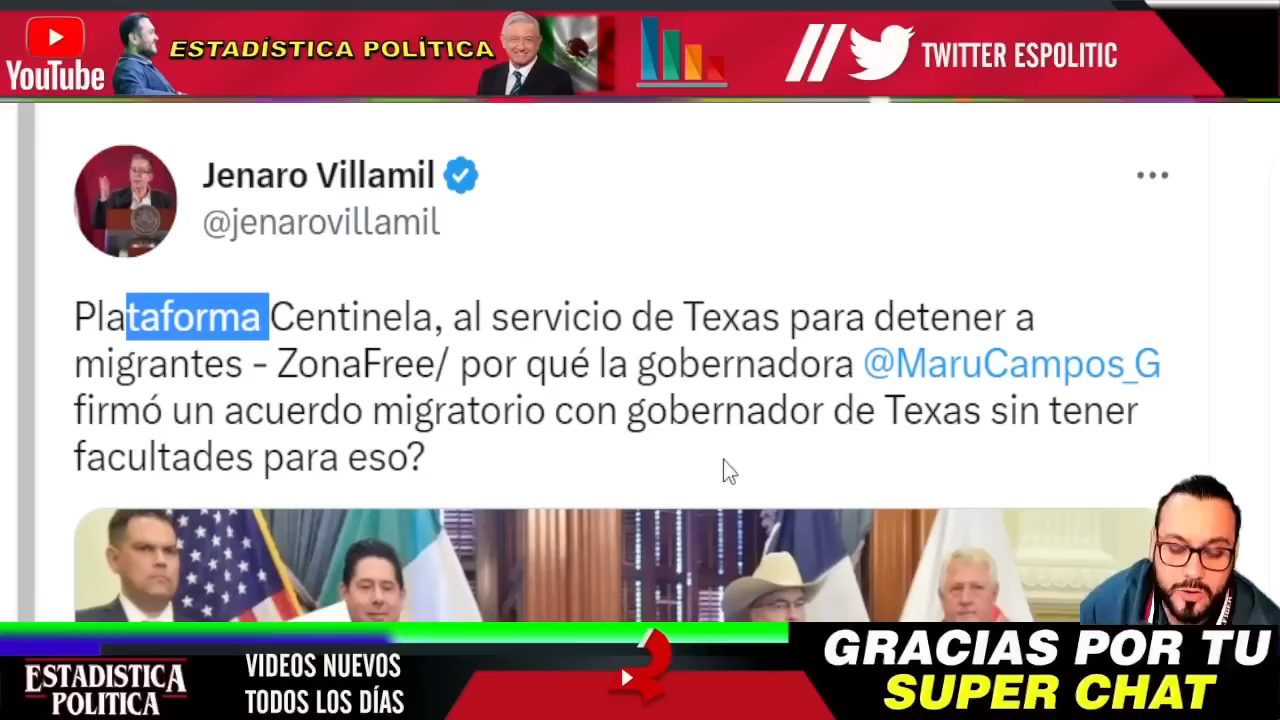 YouTube
ESTADÍSTICA POLÍTICA
TWITTER ESPOLITIC
Jenaro Villamil
@jenarovillamil
Plataforma Centinela, al servicio de Texas para detener a
migrantes - ZonaFree/ por qué la gobernadora @MaruCampos_G
firmó un acuerdo migratorio con gobernador de Texas sin tener
facultades para eso?
ESTADISTICA
POLITICA
VIDEOS NUEVOS
TODOS LOS DÍAS
GRACIAS POR TU
SUPER CHAT